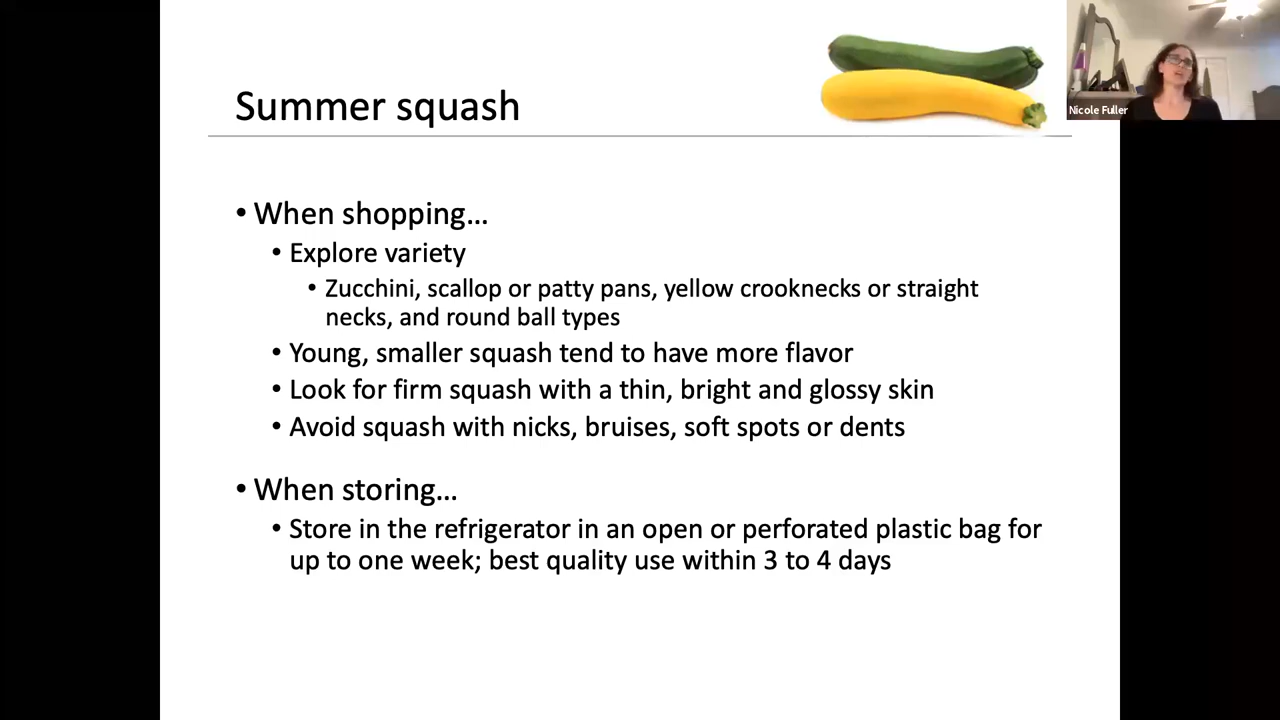 Summer squash
Nicole Fuller
• When shopping...
• Explore variety
• Zucchini, scallop or patty pans, yellow crooknecks or straight
necks, and round ball types
• Young, smaller squash tend to have more flavor
• Look for firm squash with a thin, bright and glossy skin
• Avoid squash with nicks, bruises, soft spots or dents
• When storing...
• Store in the refrigerator in an open or perforated plastic bag for
up to one week; best quality use within 3 to 4 days